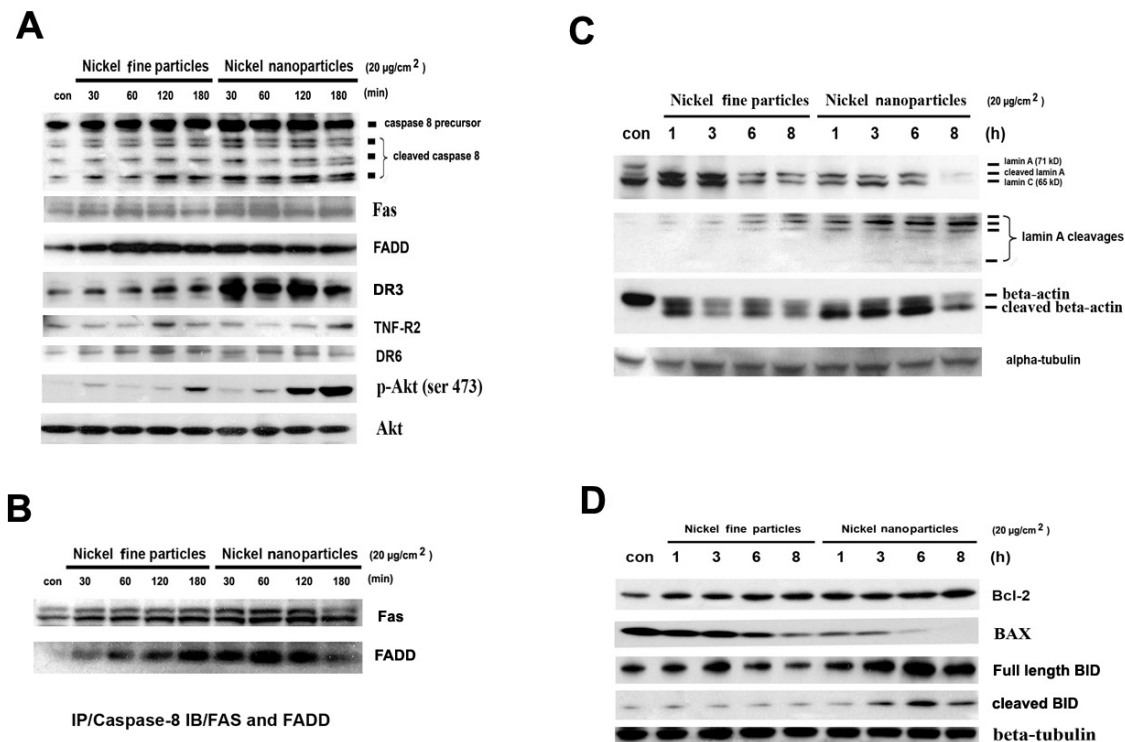 A
Nickel fine particles Nickel nanoparticles (20 µg/cm2 )
con 30 60 120 180 30 60 120 180 (min)
caspase 8 precursor
cleaved caspase 8
Fas
FADD
DR3
TNF-R2
DR6
p-Akt (ser 473)
Akt
B
Nickel fine particles Nickel nanoparticles (20 µg/cm2 )
con 30 60 120 180 30 60 120 180 (min)
Fas
FADD
IP/Caspase-8 IB/FAS and FADD
C
Nickel fine particles Nickel nanoparticles (20 µg/cm2 )
con 1 3 6 8 1 3 6 8 (h)
lamin A (71 kD)
cleaved lamin A
lamin C (65 kD)
lamin A cleavages
beta-actin
cleaved beta-actin
alpha-tubulin
D
Nickel fine particles Nickel nanoparticles (20 µg/cm2 )
con 1 3 6 8 1 3 6 8 (h)
Bcl-2
BAX
Full length BID
cleaved BID
beta-tubulin